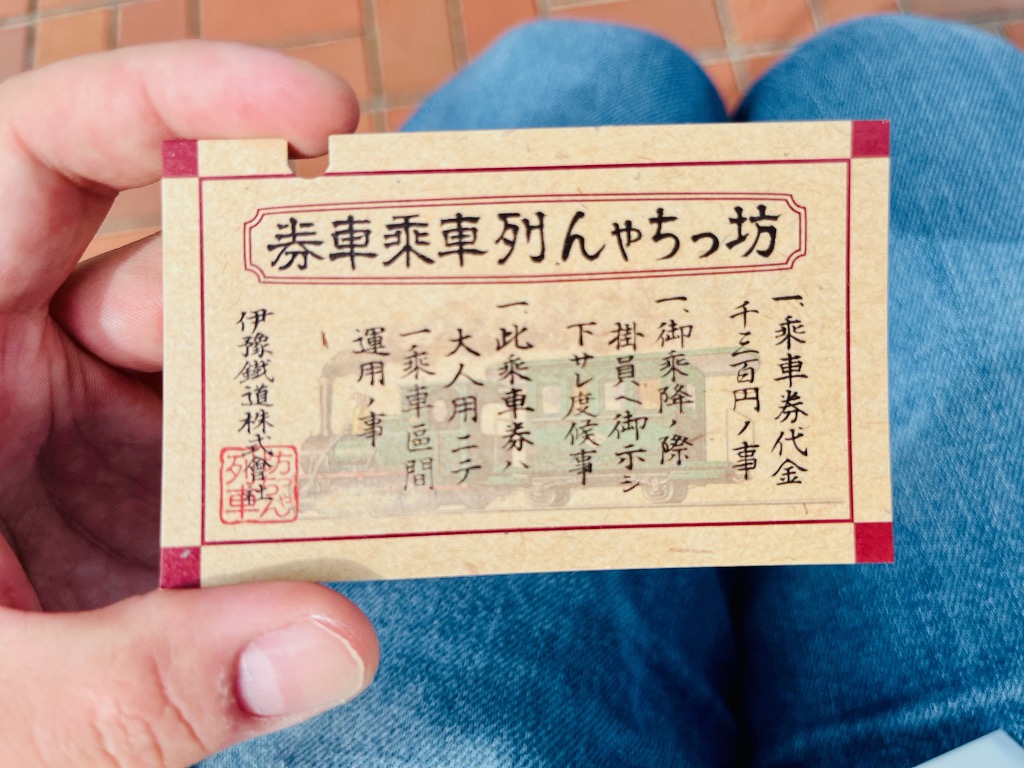 坊っちゃん列車乗車券
一、乗車券代金
千三百円ノ事
一、御乗降ノ際
掛員へ御示シ
下サレ度候事
一、此乗車券ハ
大人用ニテ
一乗車區間
運用ノ事
伊豫鐵道株式會社
坊っちゃん
列車